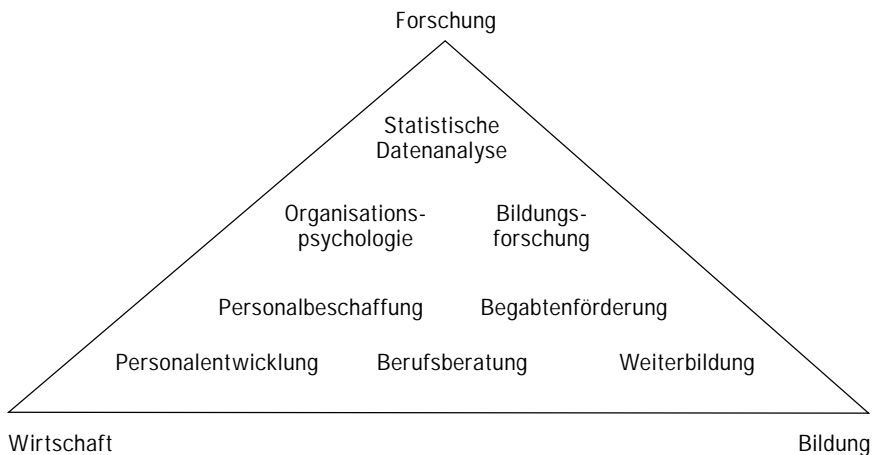 Forschung
Statistische
Datenanalyse
Organisations- Bildungs-
psychologie forschung
Personalbeschaffung Begabtenförderung
Personalentwicklung Berufsberatung Weiterbildung
Wirtschaft Bildung